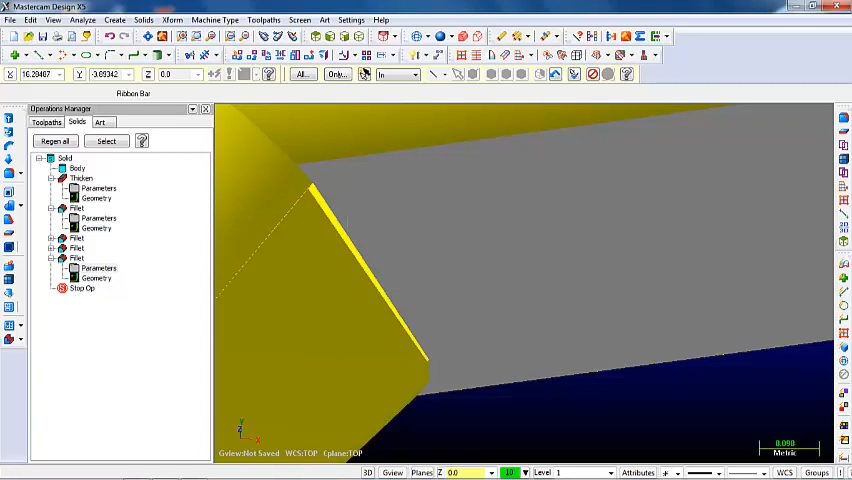 Mastercam Design X5
File Edit View Analyze Create Solids Xform Machine Type Toolpaths Screen Art Settings Help
X 16.28487 Y -3.89342 Z 0.0 All... Only... In
Ribbon Bar
Operations Manager
Toolpaths Solids Art
Regen all Select
Solid
Body
Thicken
Parameters
Geometry
Fillet
Parameters
Geometry
Fillet
Fillet
Fillet
Parameters
Geometry
Stop Op
Y
Z
X
Gview:Not Saved WCS:TOP Cplane:TOP
0.090
Metric
3D Gview Planes Z 0.0 10 Level 1 Attributes WCS Groups